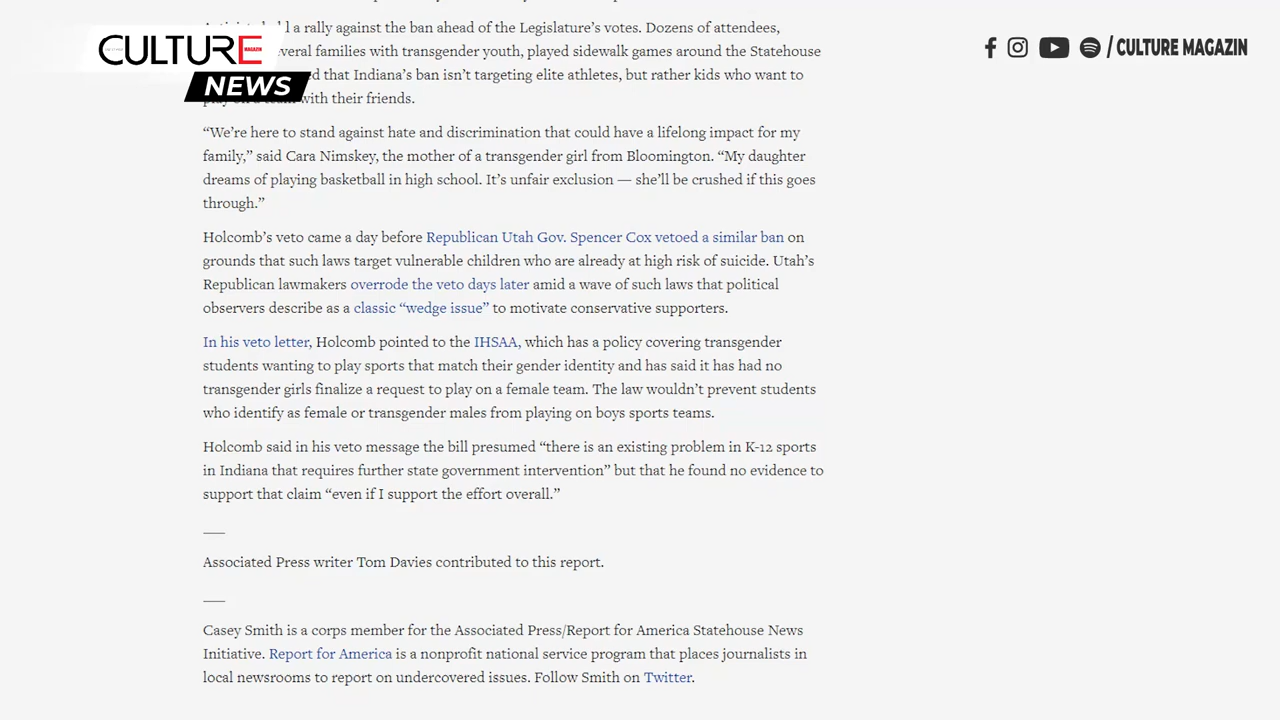 l a rally against the ban ahead of the Legislature’s votes. Dozens of attendees,
CULTURE
MAGAZIN
/ CULTURE MAGAZIN
veral families with transgender youth, played sidewalk games around the Statehouse
d that Indiana’s ban isn’t targeting elite athletes, but rather kids who want to
NEWS
with their friends.
“We’re here to stand against hate and discrimination that could have a lifelong impact for my
family,” said Cara Nimskey, the mother of a transgender girl from Bloomington. “My daughter
dreams of playing basketball in high school. It’s unfair exclusion — she’ll be crushed if this goes
through.”
Holcomb’s veto came a day before Republican Utah Gov. Spencer Cox vetoed a similar ban on
grounds that such laws target vulnerable children who are already at high risk of suicide. Utah’s
Republican lawmakers overrode the veto days later amid a wave of such laws that political
observers describe as a classic “wedge issue” to motivate conservative supporters.
In his veto letter, Holcomb pointed to the IHSAA, which has a policy covering transgender
students wanting to play sports that match their gender identity and has said it has had no
transgender girls finalize a request to play on a female team. The law wouldn’t prevent students
who identify as female or transgender males from playing on boys sports teams.
Holcomb said in his veto message the bill presumed “there is an existing problem in K-12 sports
in Indiana that requires further state government intervention” but that he found no evidence to
support that claim “even if I support the effort overall.”
Associated Press writer Tom Davies contributed to this report.
Casey Smith is a corps member for the Associated Press/Report for America Statehouse News
Initiative. Report for America is a nonprofit national service program that places journalists in
local newsrooms to report on undercovered issues. Follow Smith on Twitter.